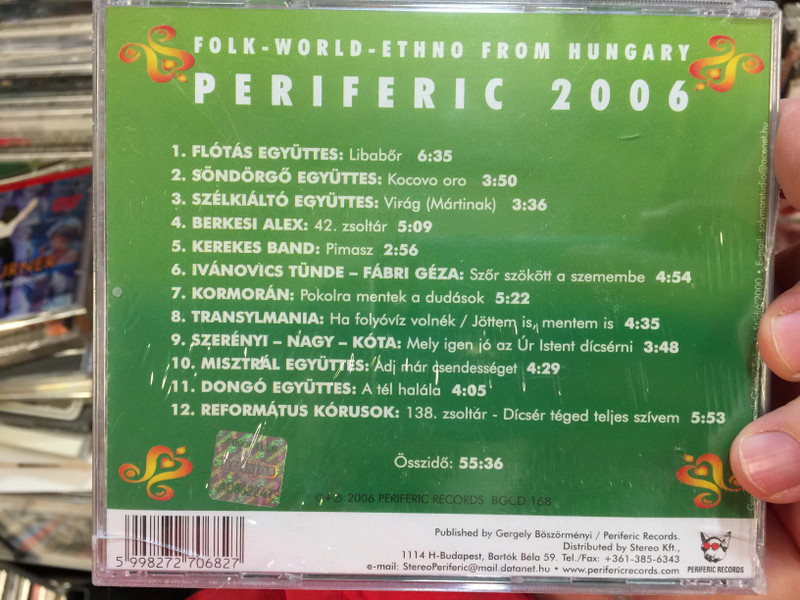 FOLK-WORLD-ETHNO FROM HUNGARY
PERIFERIC 2006
1. FLÓTÁS EGYÜTTES: Libabőr 6:35
2. SÖNDÖRGŐ EGYÜTTES: Kocovo oro 3:50
3. SZÉLKIÁLTÓ EGYÜTTES: Virág (Mártinak) 3:36
4. BERKESI ALEX: 42. zsoltár 5:09
5. KEREKES BAND: Pimasz 2:56
6. IVÁNOVICS TÜNDE – FÁBRI GÉZA: Szőr szökött a szemembe 4:54
7. KORMORÁN: Pokolra mentek a dudások 5:22
8. TRANSYLMANIA: Ha folyóvíz volnék / Jöttem is, mentem is 4:35
9. SZERÉNYI – NAGY – KÓTA: Mely igen jó az Úr Istent dícsérni 3:48
10. MISZTRÁL EGYÜTTES: Adj már csendességet 4:29
11. DONGÓ EGYÜTTES: A tél halála 4:05
12. REFORMÁTUS KÓRUSOK: 138. zsoltár - Dícsér téged teljes szívem 5:53
Összidő: 55:36
©+℗ 2006 PERIFERIC RECORDS BGCD 168
Published by Gergely Böszörményi / Periferic Records.
Distributed by Stereo Kft.,
1114 H-Budapest, Bartók Béla 59. Tel./Fax: +361-385-6343
e-mail: StereoPeriferic@mail.datanet.hu • www.perifericrecords.com
PERIFIC RECORDS
5 998272 706827
E-mail: solymarstudio@acenet.hu